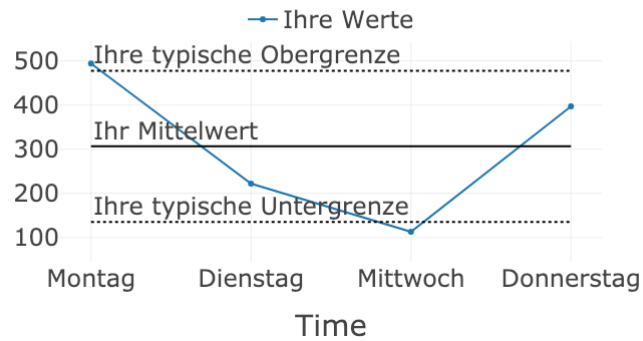 Ihre Werte
500
400
300
200
100
Ihre typische Obergrenze
Ihr Mittelwert
Ihre typische Untergrenze
Montag Dienstag Mittwoch Donnerstag
Time